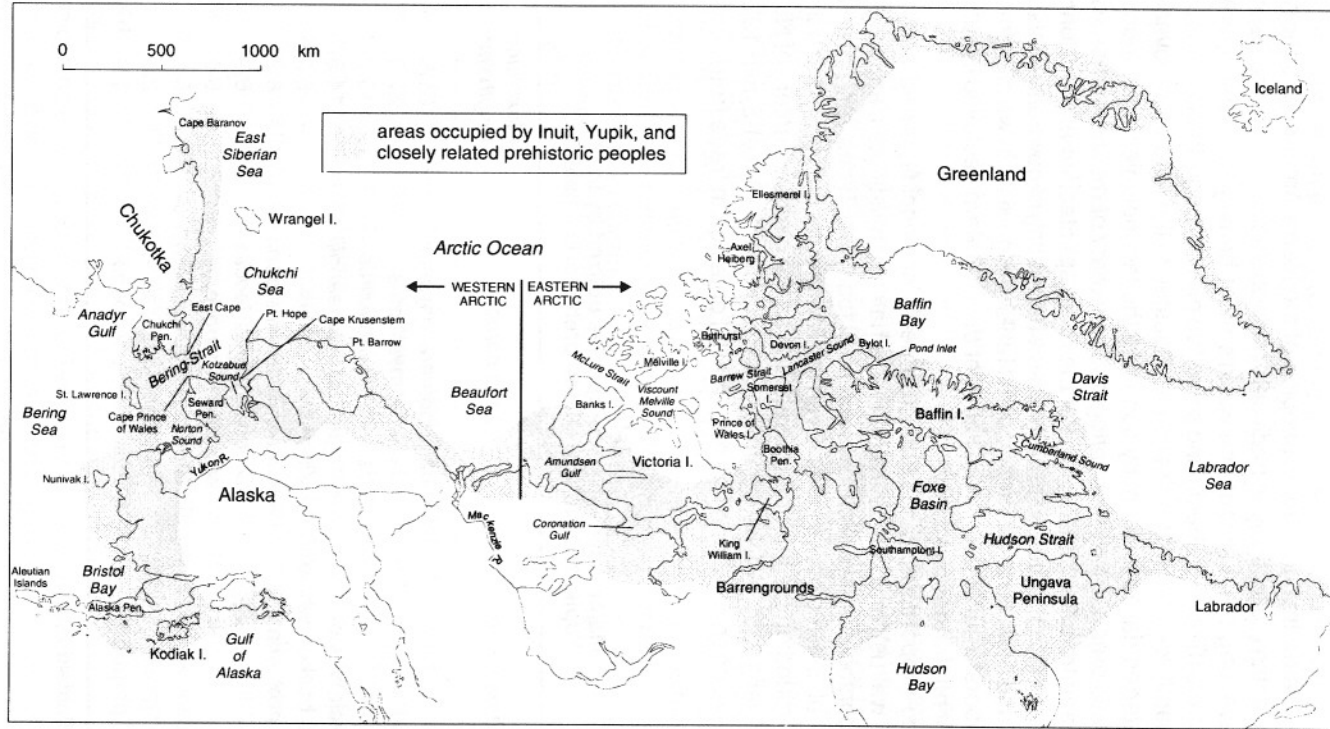 0 500 1000 km
areas occupied by Inuit, Yupik, and
closely related prehistoric peoples
Iceland
Greenland
Cape Baranov
East
Siberian
Sea
Wrangel I.
Chukotka
Arctic Ocean
Chukchi
Sea
WESTERN
ARCTIC
EASTERN
ARCTIC
Ellesmerel I.
Axel
Heiberg I.
Anadyr
Gulf
East Cape
Pt. Hope
Cape Krusenstern
Chukchi
Pen.
Pt. Barrow
Bering Strait
Kotzebue
Sound
St. Lawrence I.
Bering
Sea
Cape Prince
of Wales
Seward
Pen.
Norton
Sound
Nunivak I.
Yukon R.
Alaska
Beaufort
Sea
Mackenzie R.
Aleutian
Islands
Bristol
Bay
Alaska Pen.
Kodiak I.
Gulf
of
Alaska
McLure Strait
Melville I.
Bathurst
Devon I.
Lancaster Sound
Bylot I.
Pond Inlet
Baffin
Bay
Davis
Strait
Banks I.
Viscount
Melville
Sound
Barrew Strait
Somerset
I.
Prince of
Wales I.
Baffin I.
Cumberland Sound
Amundsen
Gulf
Victoria I.
Boothia
Pen.
Foxe
Basin
Labrador
Sea
Coronation
Gulf
King
William I.
Southamptont I.
Hudson Strait
Barrengrounds
Ungava
Peninsula
Labrador
Hudson
Bay